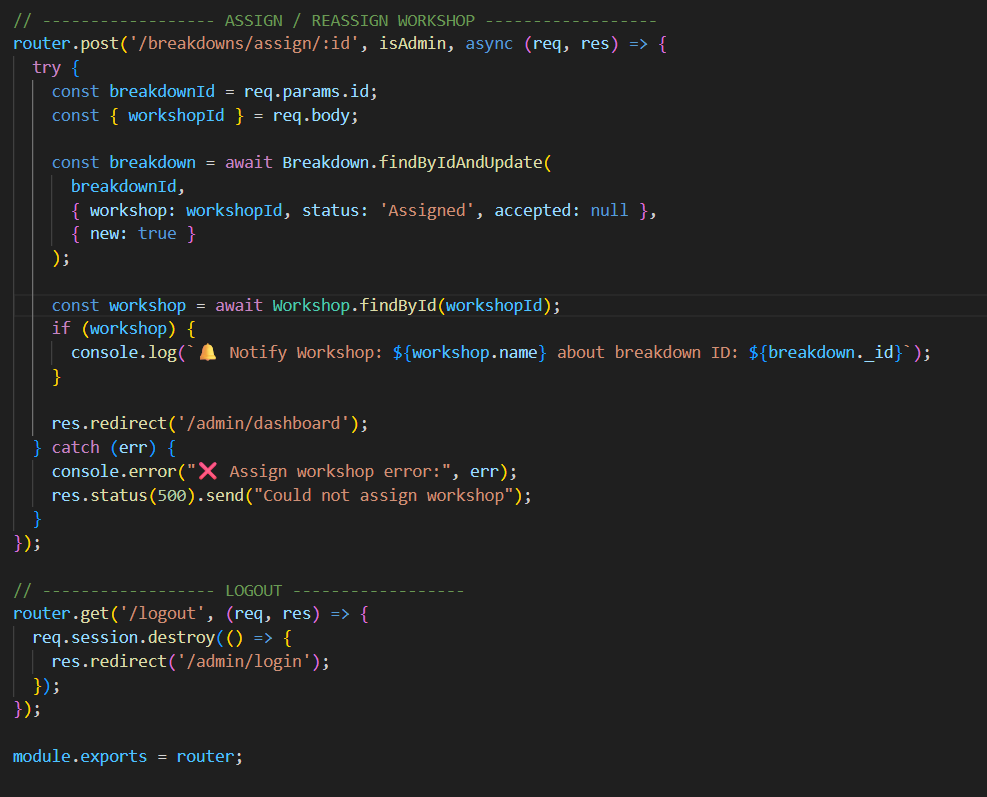 // ------------------ ASSIGN / REASSIGN WORKSHOP ------------------
router.post('/breakdowns/assign/:id', isAdmin, async (req, res) => {
  try {
    const breakdownId = req.params.id;
    const { workshopId } = req.body;

    const breakdown = await Breakdown.findByIdAndUpdate(
      breakdownId,
      { workshop: workshopId, status: 'Assigned', accepted: null },
      { new: true }
    );

    const workshop = await Workshop.findById(workshopId);
    if (workshop) {
      console.log(`🔔 Notify Workshop: ${workshop.name} about breakdown ID: ${breakdown._id}`);
    }

    res.redirect('/admin/dashboard');
  } catch (err) {
    console.error("❌ Assign workshop error:", err);
    res.status(500).send("Could not assign workshop");
  }
});

// ------------------ LOGOUT ------------------
router.get('/logout', (req, res) => {
  req.session.destroy(() => {
    res.redirect('/admin/login');
  });
});

module.exports = router;